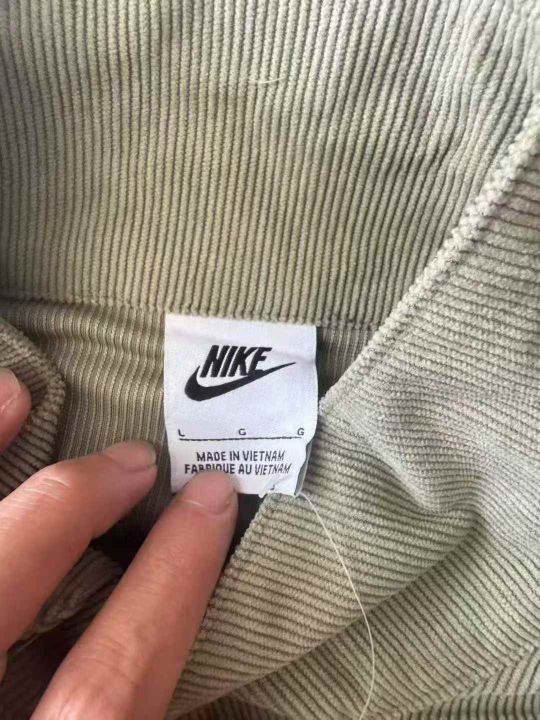 NIKE
L G G
MADE IN VIETNAM
FABRIQUE AU VIETNAM